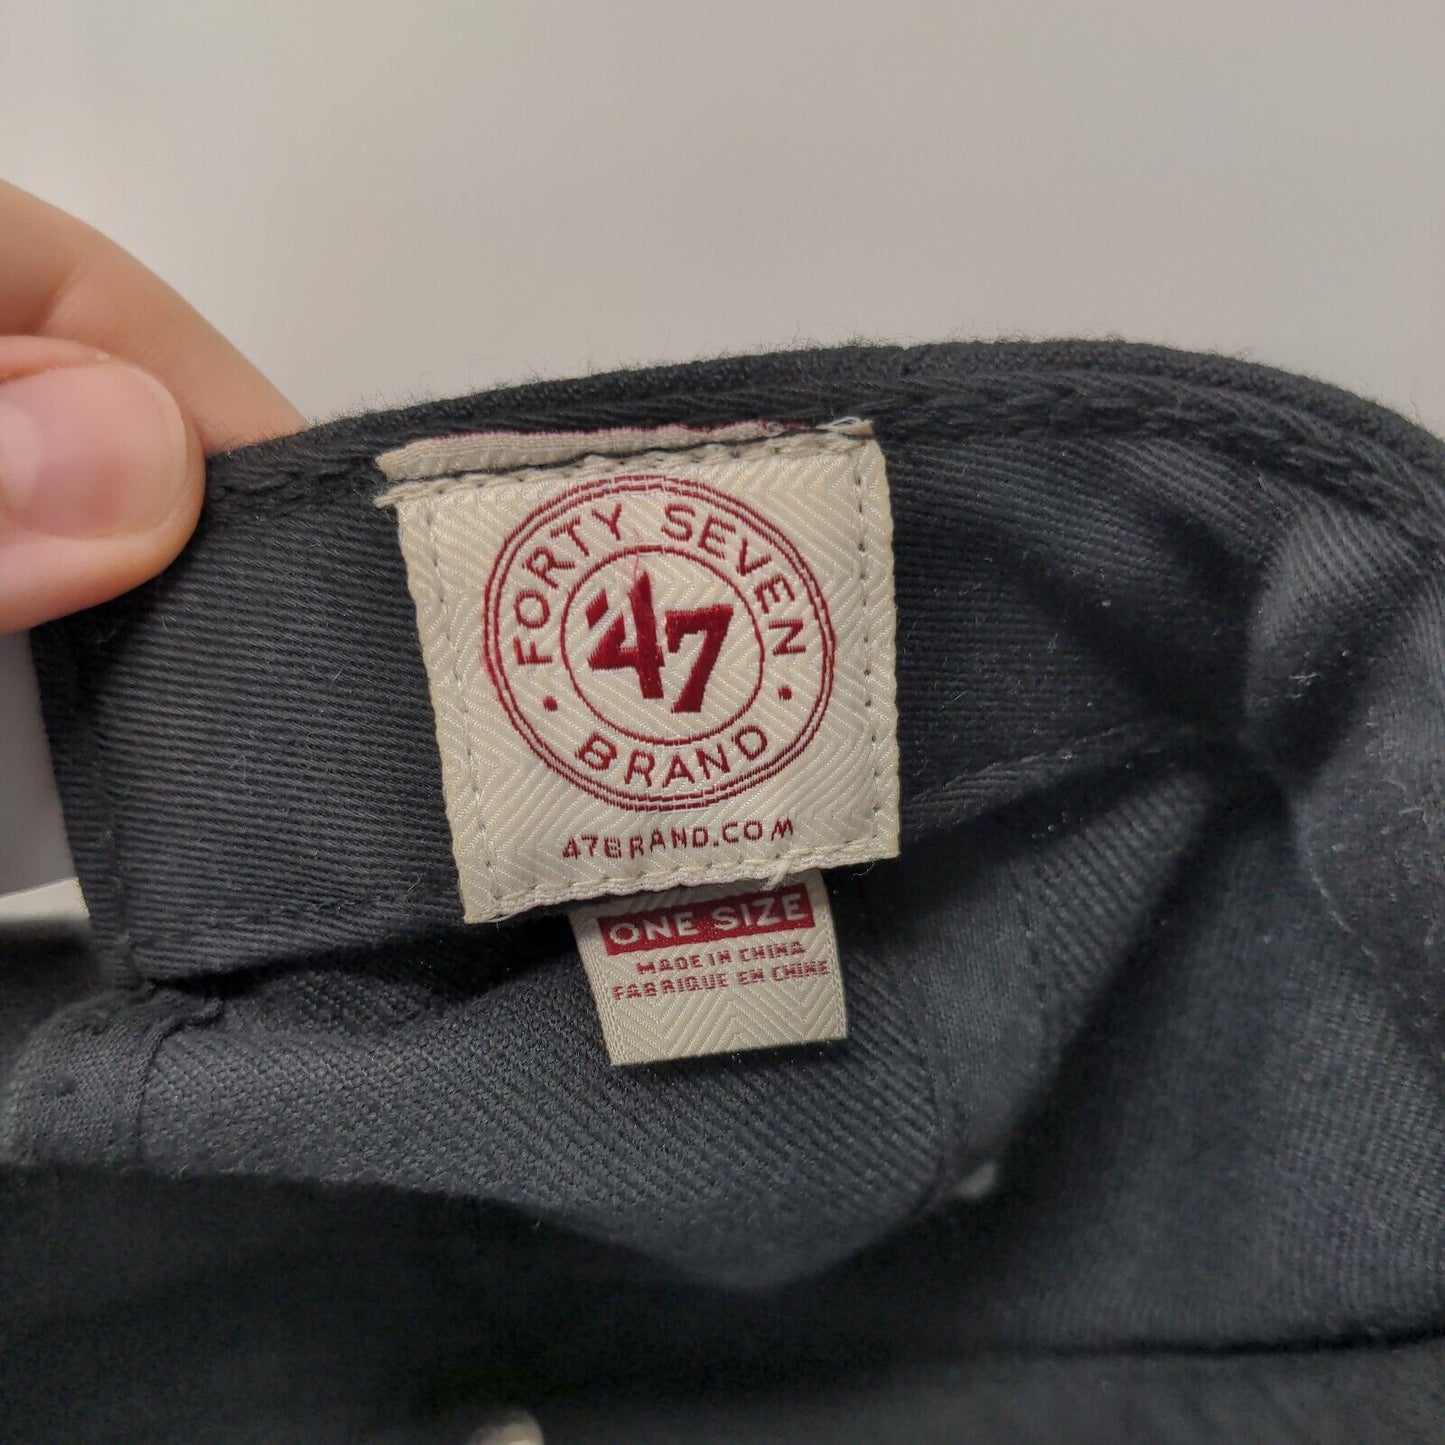 FORTY SEVEN
'47
· BRAND ·
47BRAND.COM
ONE SIZE
MADE IN CHINA
FABRIQUE EN CHINE